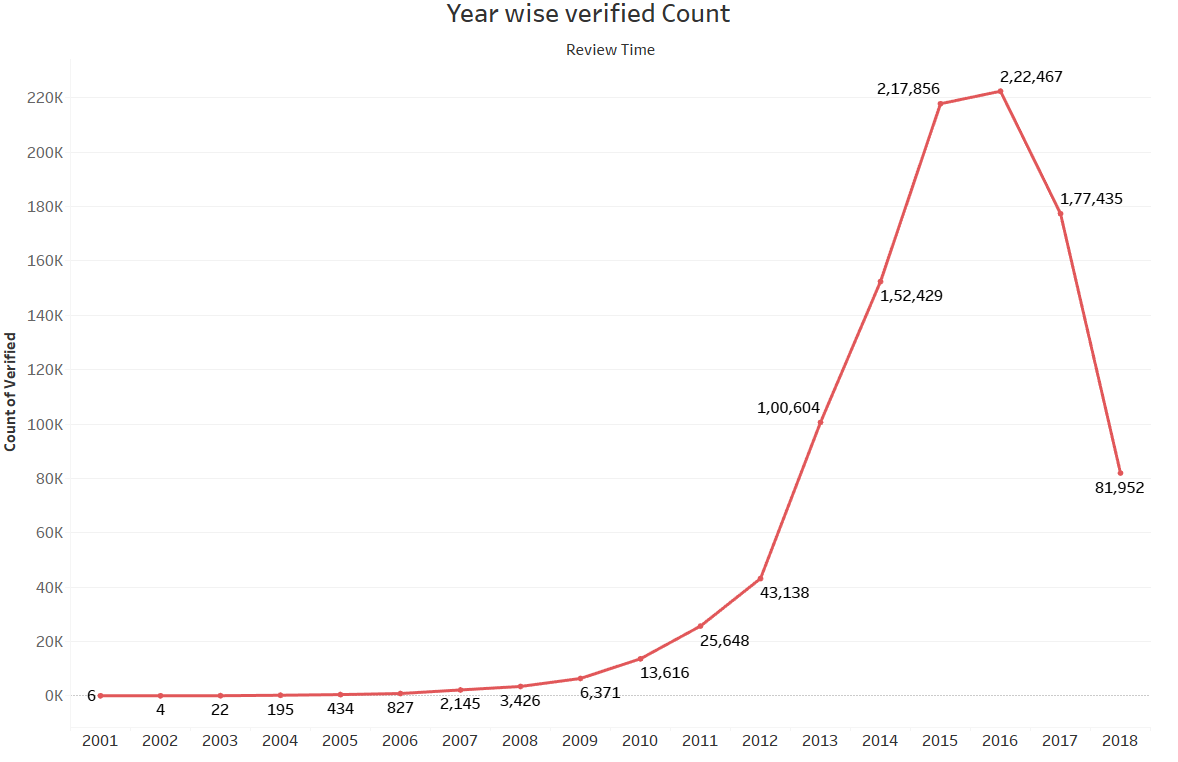 Year wise verified Count
Review Time
Count of Verified
220K
200K
180K
160K
140K
120K
100K
80K
60K
40K
20K
0K
6
4
22
195
434
827
2,145
3,426
6,371
13,616
25,648
43,138
1,00,604
1,52,429
2,17,856
2,22,467
1,77,435
81,952
2001 2002 2003 2004 2005 2006 2007 2008 2009 2010 2011 2012 2013 2014 2015 2016 2017 2018